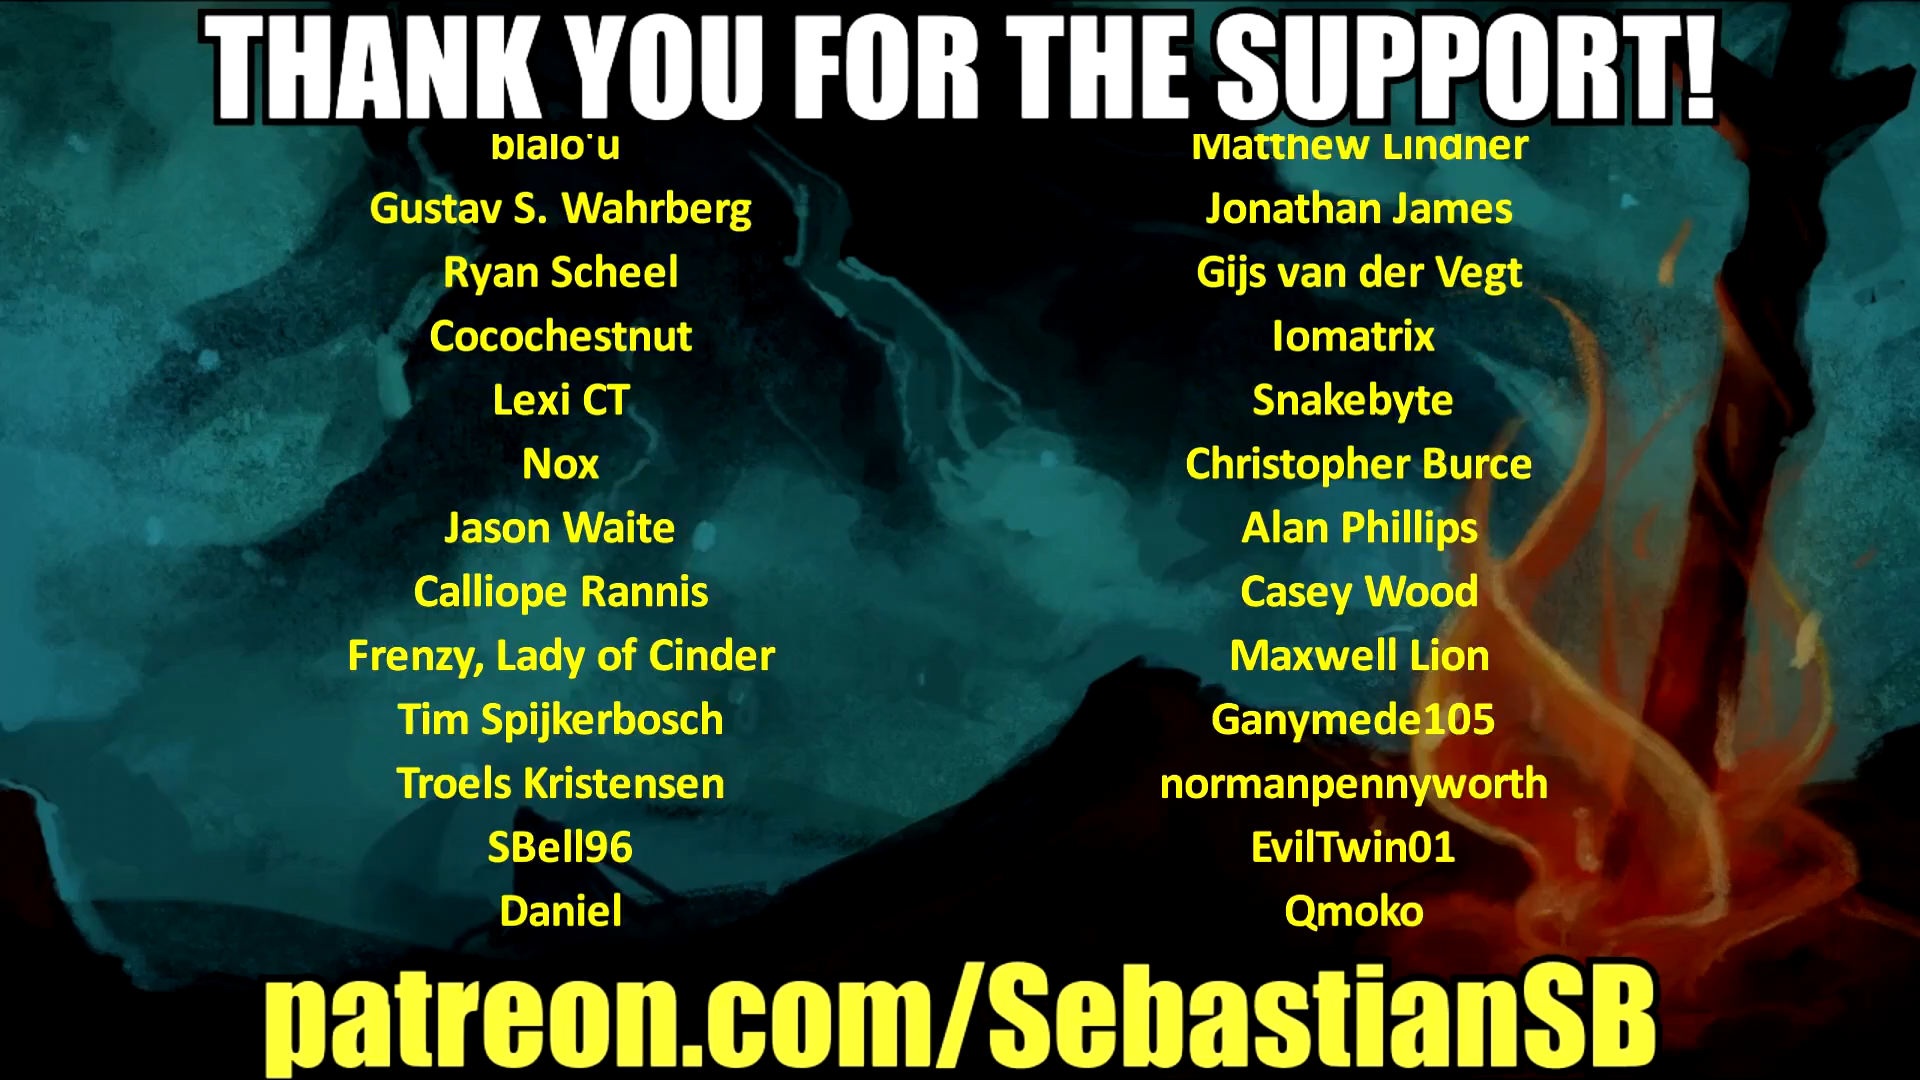 THANK YOU FOR THE SUPPORT!
Matthew Lindner
Gustav S. Wahrberg
Jonathan James
Ryan Scheel
Gijs van der Vegt
Cocochestnut
Iomatrix
Lexi CT
Snakebyte
Nox
Christopher Burce
Jason Waite
Alan Phillips
Calliope Rannis
Casey Wood
Frenzy, Lady of Cinder
Maxwell Lion
Tim Spijkerbosch
Ganymede105
Troels Kristensen
normanpennyworth
SBell96
EvilTwin01
Daniel
Qmoko
patreon.com/SebastianSB